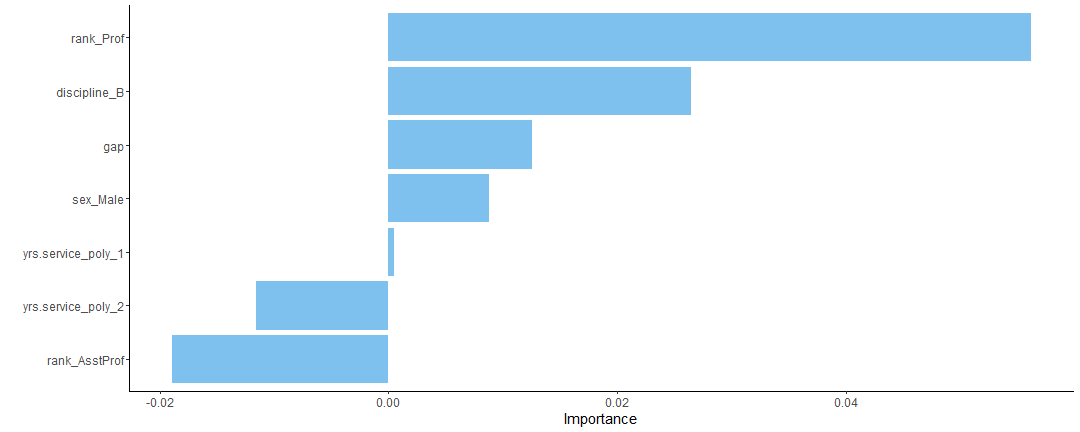 rank_Prof
discipline_B
gap
sex_Male
yrs.service_poly_1
yrs.service_poly_2
rank_AsstProf
-0.02 0.00 0.02 0.04
Importance